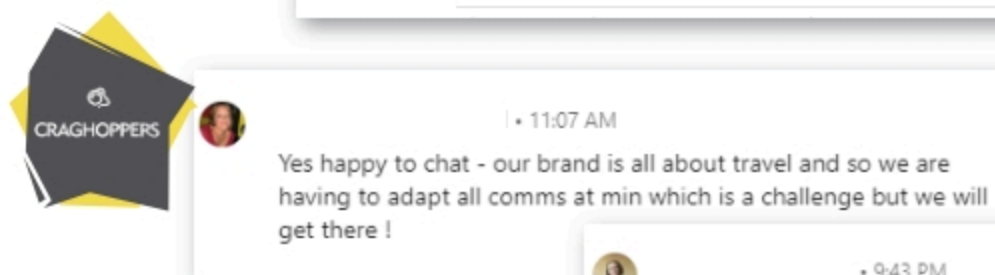 CRAGHOPPERS
• 11:07 AM
Yes happy to chat - our brand is all about travel and so we are
having to adapt all comms at min which is a challenge but we will
get there !
• 9:43 PM